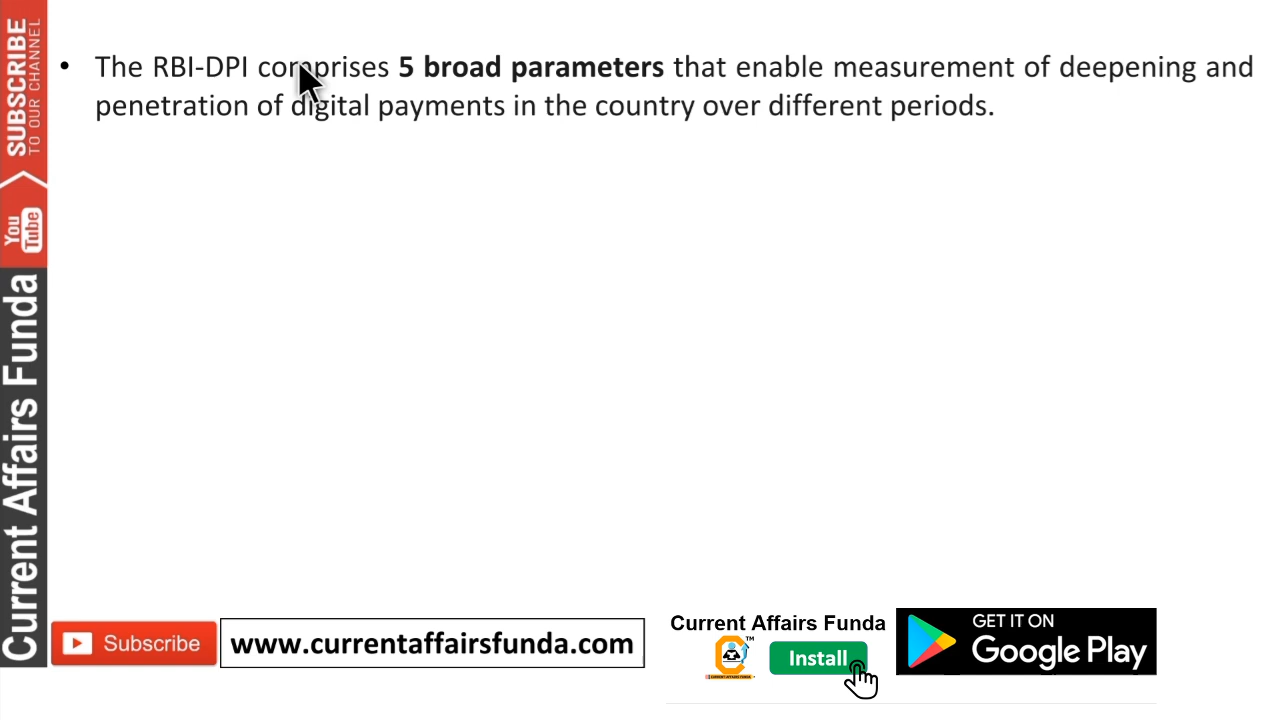 SUBSCRIBE
TO OUR CHANNEL
You
Tube
Current Affairs Funda
• The RBI-DPI comprises 5 broad parameters that enable measurement of deepening and
penetration of digital payments in the country over different periods.
Subscribe
www.currentaffairsfunda.com
Current Affairs Funda
TM
Install
GET IT ON
Google Play